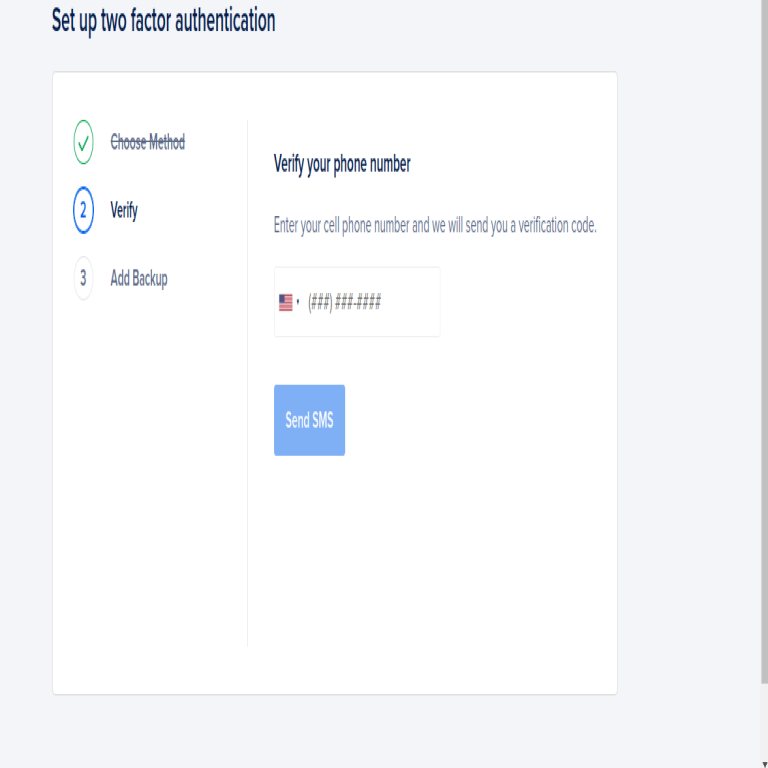 Set up two factor authentication
Choose Method
2 Verify
3 Add Backup
Verify your phone number
Enter your cell phone number and we will send you a verification code.
(###) ###-####
Send SMS